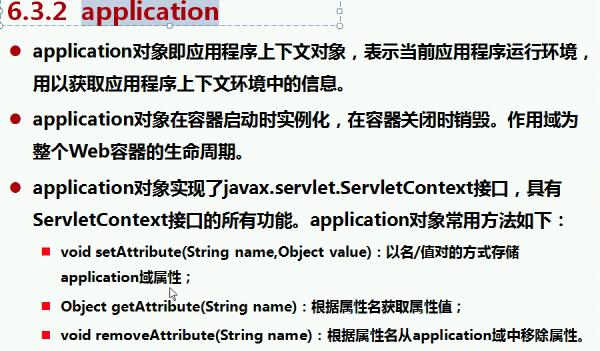 6.3.2 application
application对象即应用程序上下文对象，表示当前应用程序运行环境，
用以获取应用程序上下文环境中的信息。
application对象在容器启动时实例化，在容器关闭时销毁。作用域为
整个Web容器的生命周期。
application对象实现了javax.servlet.ServletContext接口，具有
ServletContext接口的所有功能。application对象常用方法如下：
void setAttribute(String name,Object value)：以名/值对的方式存储
application域属性；
Object getAttribute(String name)：根据属性名获取属性值；
void removeAttribute(String name)：根据属性名从application域中移除属性。